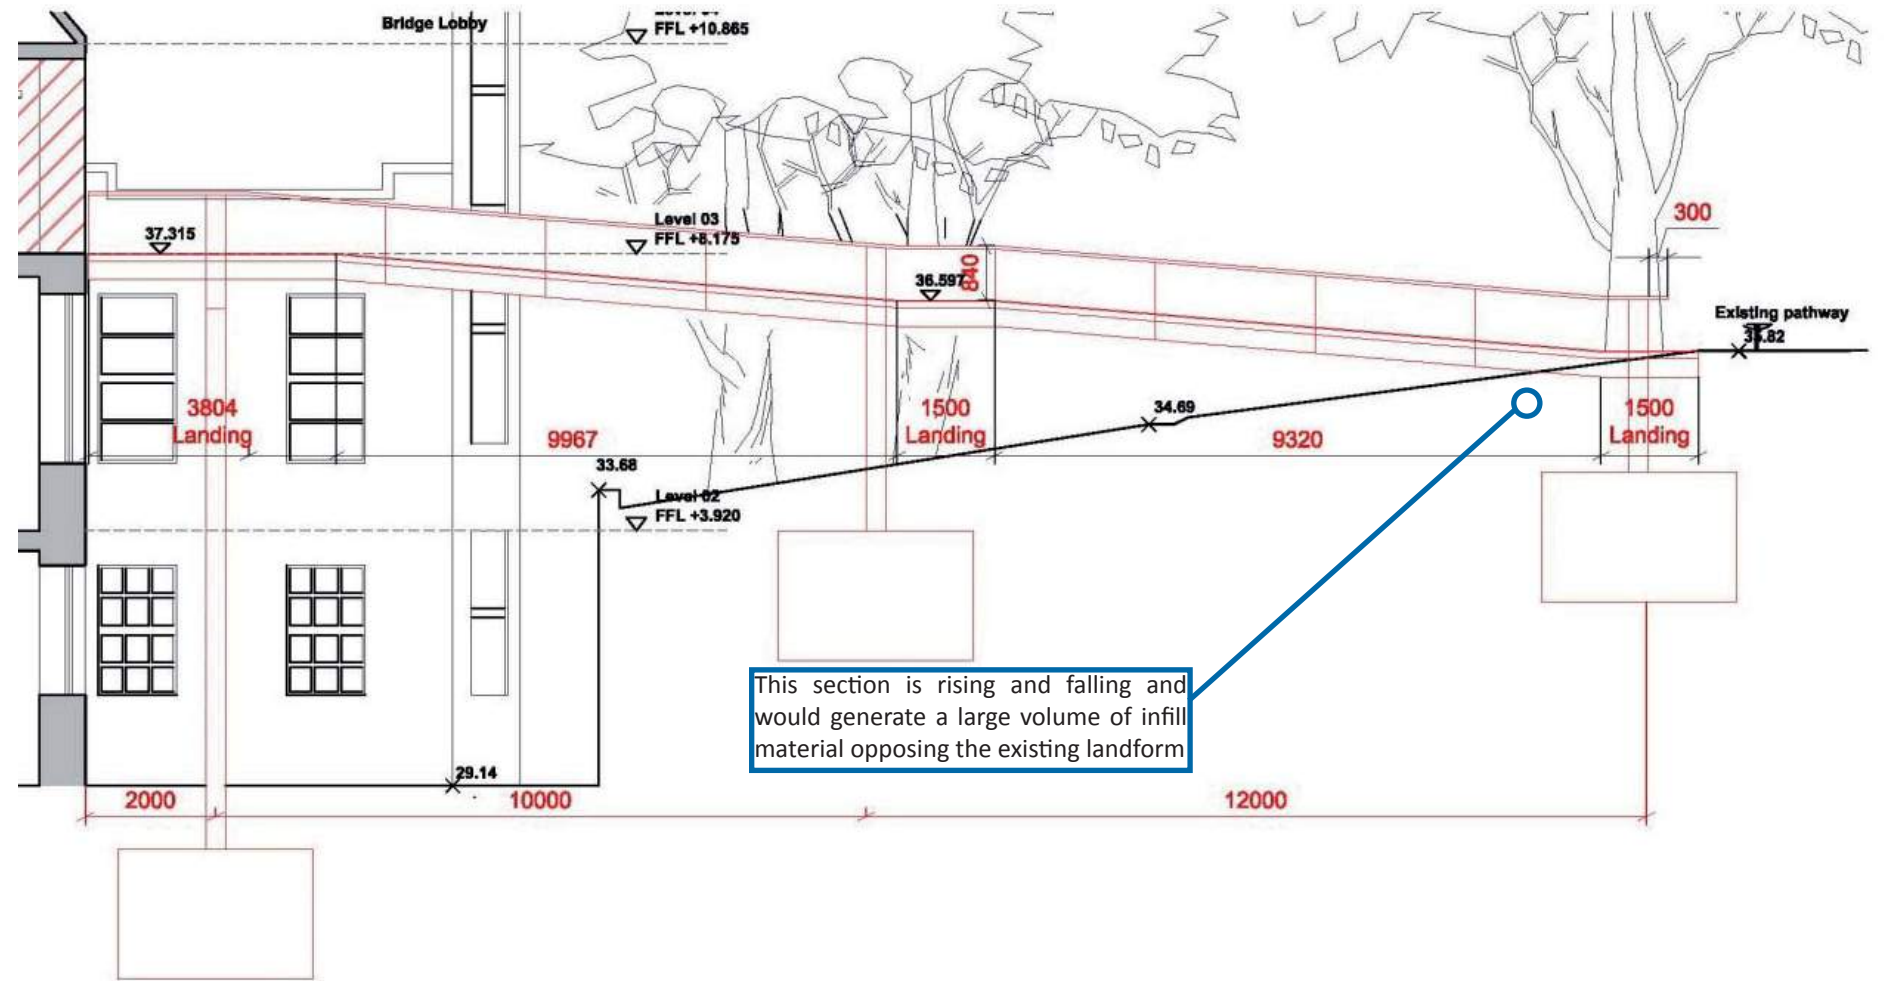 Bridge Lobby
FFL +10.865
37.315
Level 03
FFL +8.175
36.597
840
300
Existing pathway
35.82
3804
Landing
9967
1500
Landing
34.69
9320
1500
Landing
33.68
Level 02
FFL +3.920
This section is rising and falling and
would generate a large volume of infill
material opposing the existing landform
29.14
2000
10000
12000